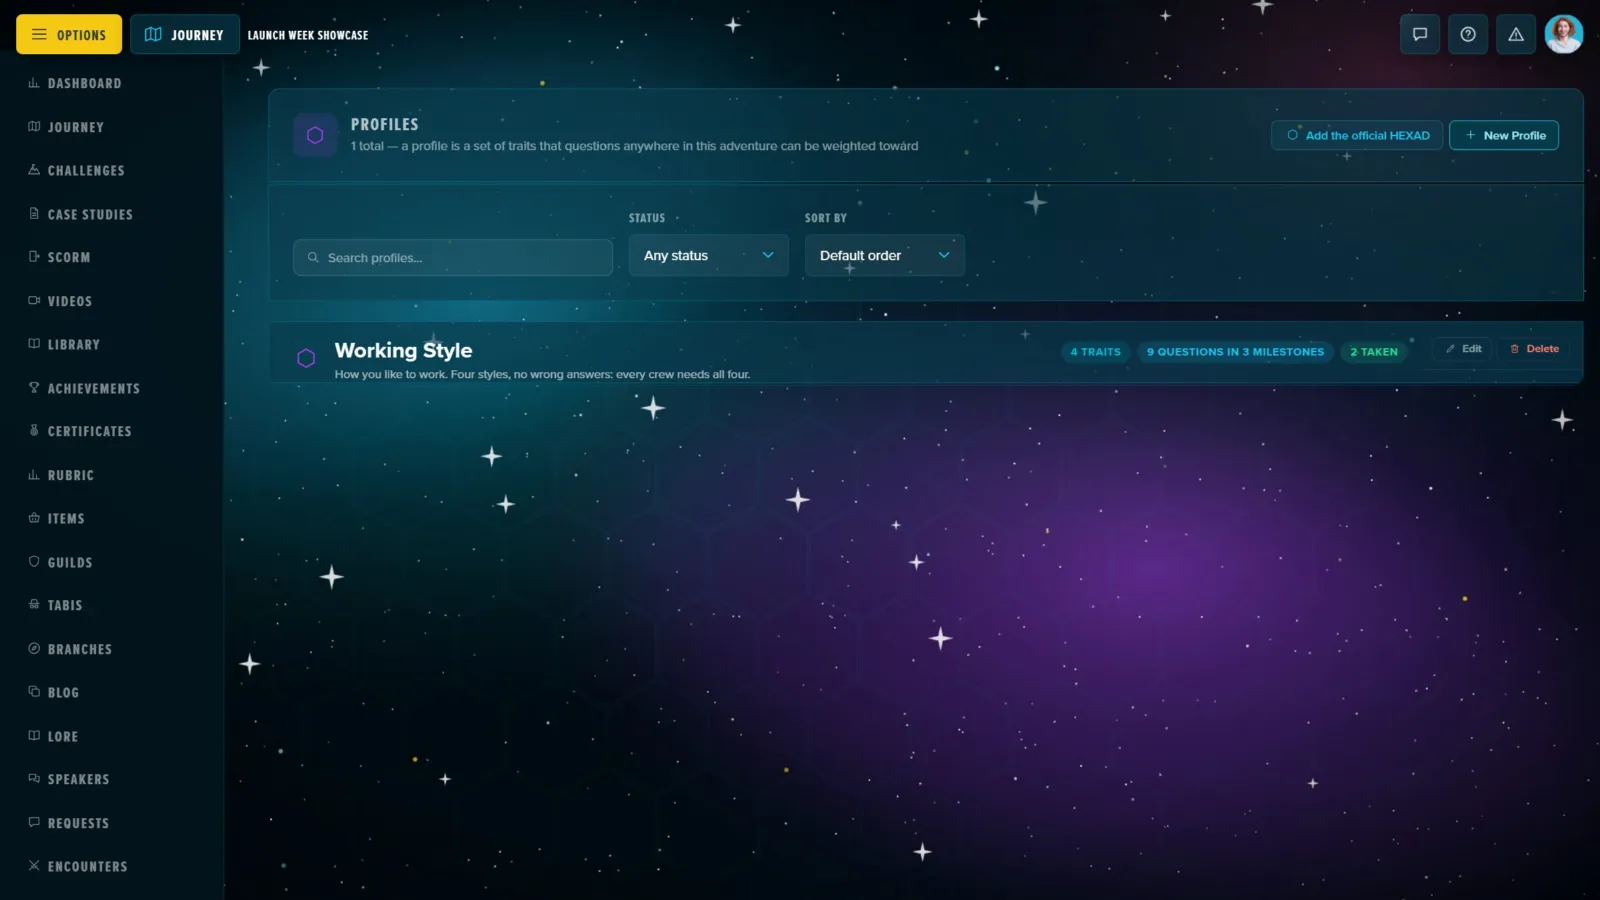 OPTIONS
JOURNEY
LAUNCH WEEK SHOWCASE
DASHBOARD
JOURNEY
CHALLENGES
CASE STUDIES
SCORM
VIDEOS
LIBRARY
ACHIEVEMENTS
CERTIFICATES
RUBRIC
ITEMS
GUILDS
TABIS
BRANCHES
BLOG
LORE
SPEAKERS
REQUESTS
ENCOUNTERS
PROFILES
1 total — a profile is a set of traits that questions anywhere in this adventure can be weighted toward
Add the official HEXAD
New Profile
STATUS
SORT BY
Search profiles...
Any status
Default order
Working Style
How you like to work. Four styles, no wrong answers: every crew needs all four.
4 TRAITS
9 QUESTIONS IN 3 MILESTONES
2 TAKEN
Edit
Delete